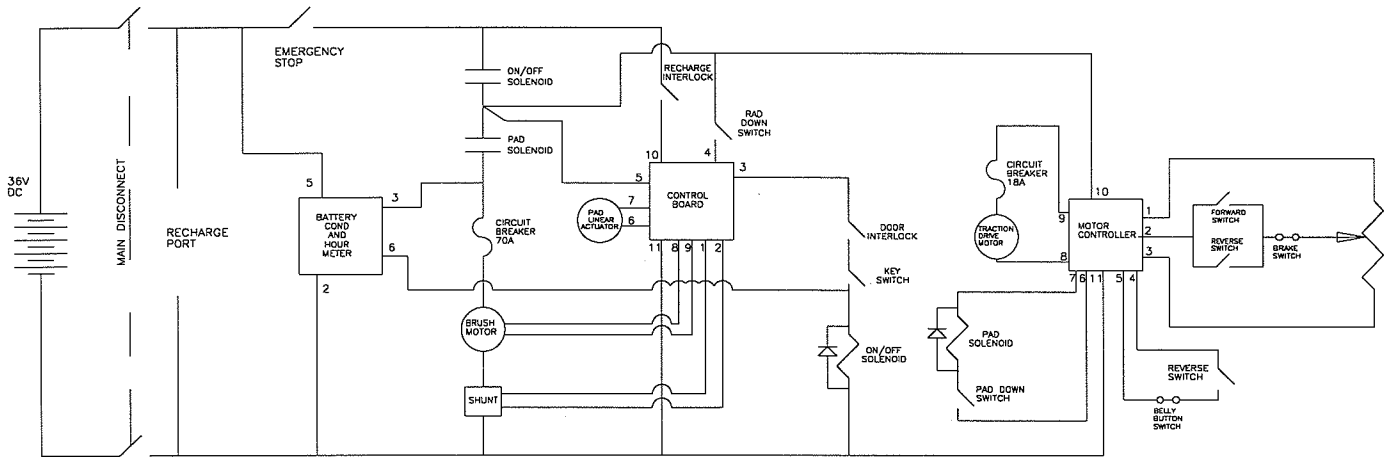 36V
DC
MAIN DISCONNECT
RECHARGE
PORT
EMERGENCY
STOP
5
BATTERY
COND
AND
HOUR
METER
3
6
2
ON/OFF
SOLENOID
PAD
SOLENOID
CIRCUIT
BREAKER
70A
BRUSH
MOTOR
SHUNT
RECHARGE
INTERLOCK
RAD
DOWN
SWITCH
10
4
3
5
7
6
CONTROL
BOARD
PAD
LINEAR
ACTUATOR
11
8
9
1
2
DOOR
INTERLOCK
KEY
SWITCH
ON/OFF
SOLENOID
CIRCUIT
BREAKER
18A
TRACTION
DRIVE
MOTOR
10
9
8
MOTOR
CONTROLLER
1
2
3
7
6
11
5
4
FORWARD
SWITCH
REVERSE
SWITCH
BRAKE
SWITCH
PAD
SOLENOID
PAD DOWN
SWITCH
REVERSE
SWITCH
BELLY
BUTTON
SWITCH